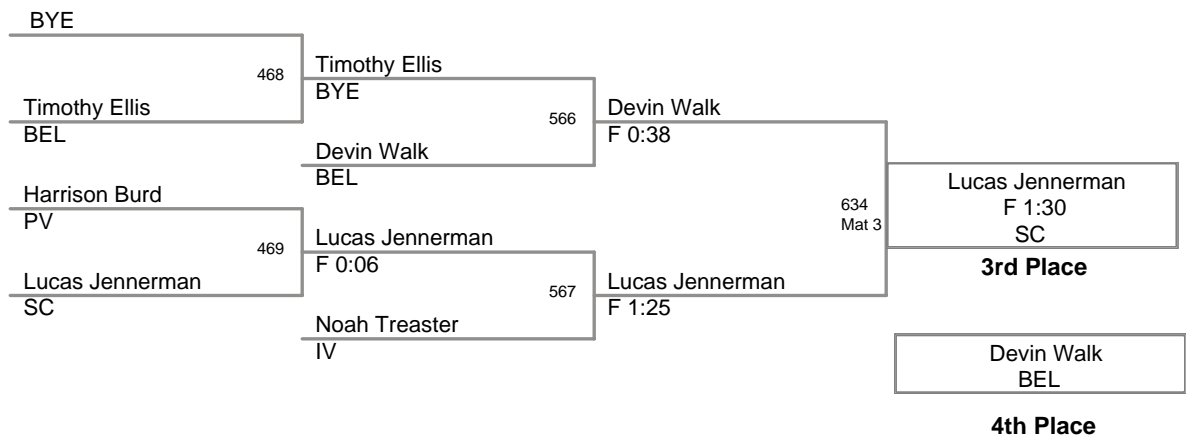 BYE
468
Timothy Ellis
BEL
Timothy Ellis
BYE
566
Devin Walk
BEL
Devin Walk
F 0:38
Harrison Burd
PV
469
Lucas Jennerman
SC
Lucas Jennerman
F 0:06
567
Noah Treaster
IV
Lucas Jennerman
F 1:25
634
Mat 3
Lucas Jennerman
F 1:30
SC
3rd Place
Devin Walk
BEL
4th Place